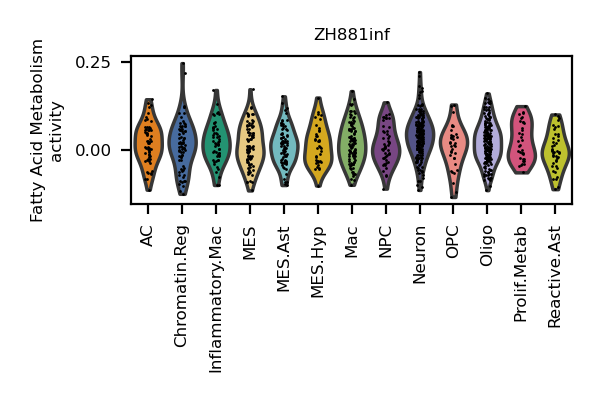 ZH881inf
Fatty Acid Metabolism
activity
0.25
0.00
AC
Chromatin.Reg
Inflammatory.Mac
MES
MES.Ast
MES.Hyp
Mac
NPC
Neuron
OPC
Oligo
Prolif.Metab
Reactive.Ast